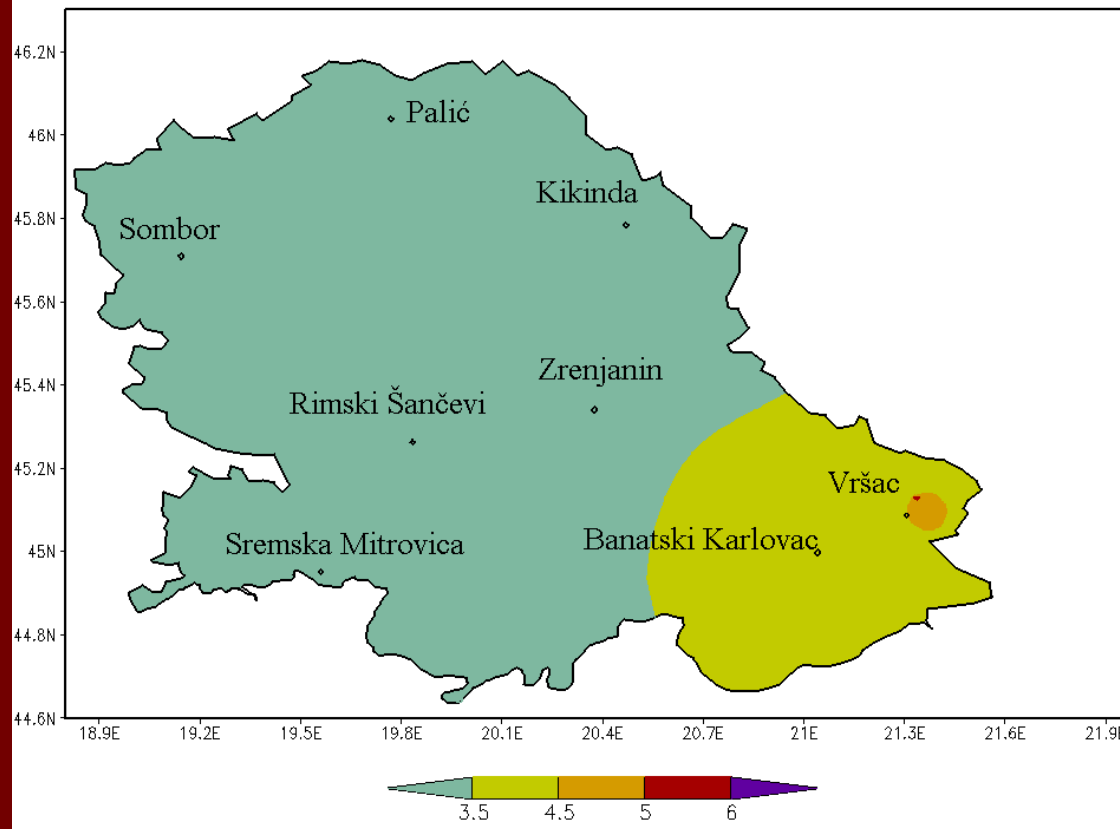 46.2N
Palić
46N
Kikinda
45.8N
Sombor
45.6N
Zrenjanin
45.4N
Rimski Šančevi
45.2N
Vršac
Sremska Mitrovica
Banatski Karlovac
45N
44.8N
44.6N
18.9E 19.2E 19.5E 19.8E 20.1E 20.4E 20.7E 21E 21.3E 21.6E 21.9E
3.5 4.5 5 6